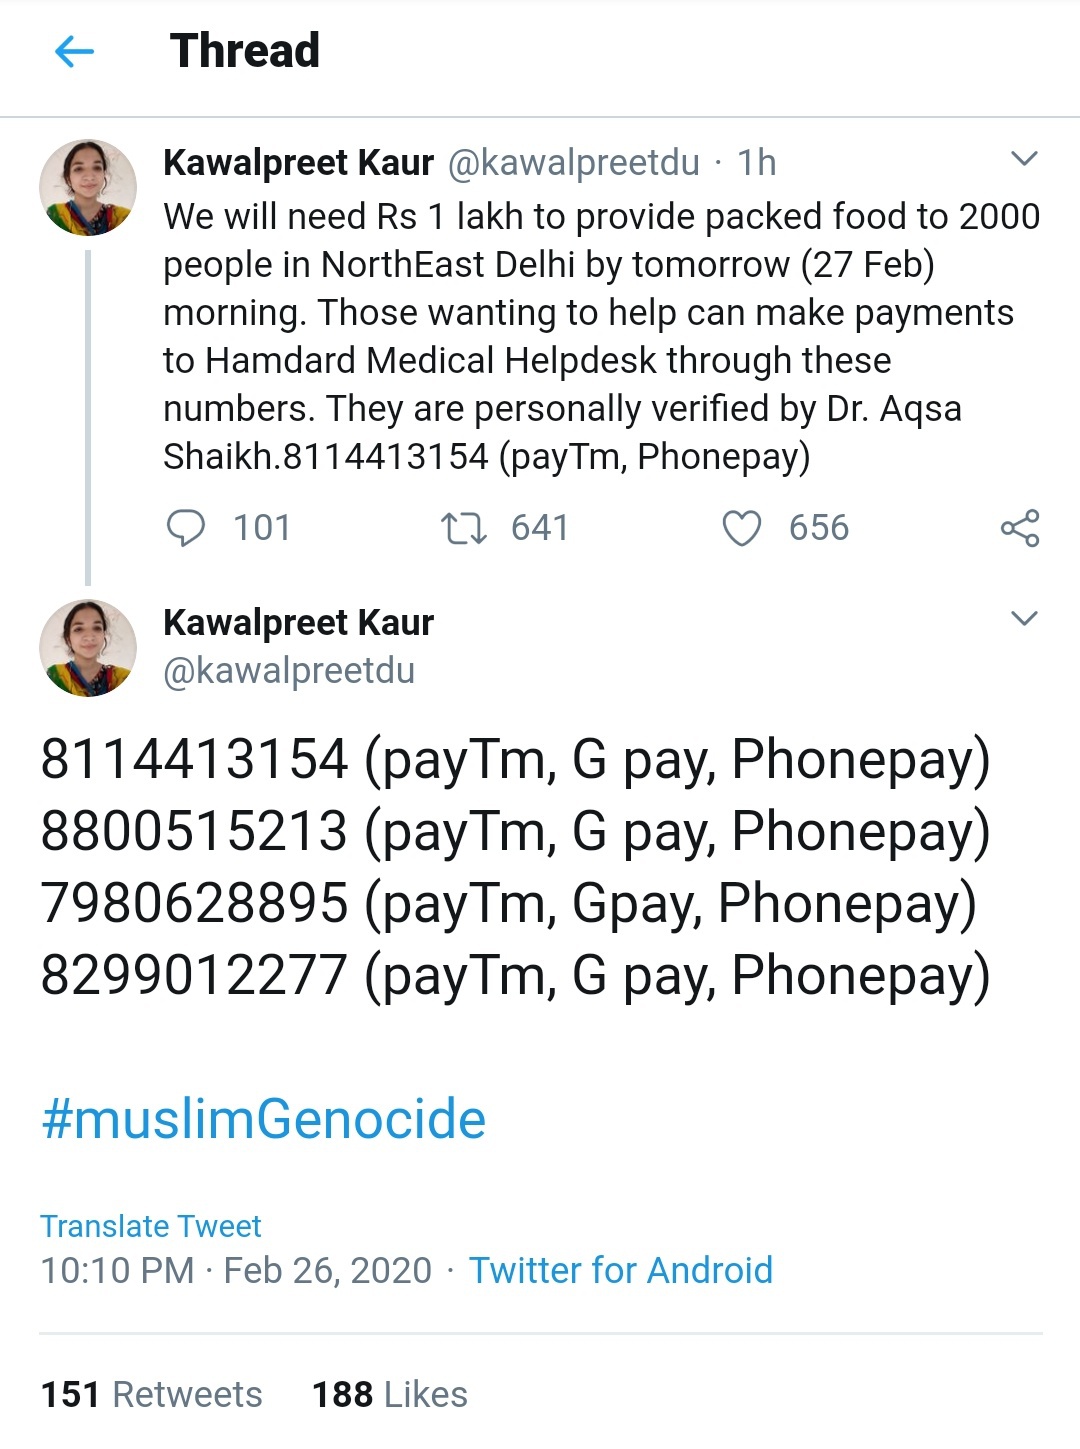 Thread
Kawalpreet Kaur @kawalpreetdu · 1h
We will need Rs 1 lakh to provide packed food to 2000
people in NorthEast Delhi by tomorrow (27 Feb)
morning. Those wanting to help can make payments
to Hamdard Medical Helpdesk through these
numbers. They are personally verified by Dr. Aqsa
Shaikh.8114413154 (payTm, Phonepay)
101 641 656
Kawalpreet Kaur
@kawalpreetdu
8114413154 (payTm, G pay, Phonepay)
8800515213 (payTm, G pay, Phonepay)
7980628895 (payTm, Gpay, Phonepay)
8299012277 (payTm, G pay, Phonepay)
#muslimGenocide
Translate Tweet
10:10 PM · Feb 26, 2020 · Twitter for Android
151 Retweets 188 Likes